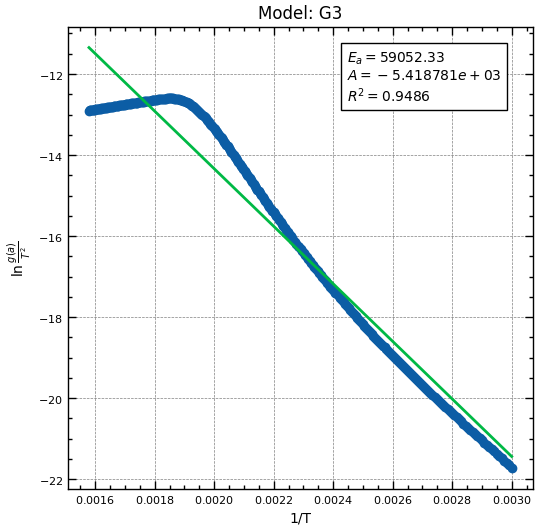 Model: G3
E_a = 59052.33
A = −5.418781e + 03
R² = 0.9486
−12
−14
−16
−18
−20
−22
ln g(a)/T²
0.0016 0.0018 0.0020 0.0022 0.0024 0.0026 0.0028 0.0030
1/T